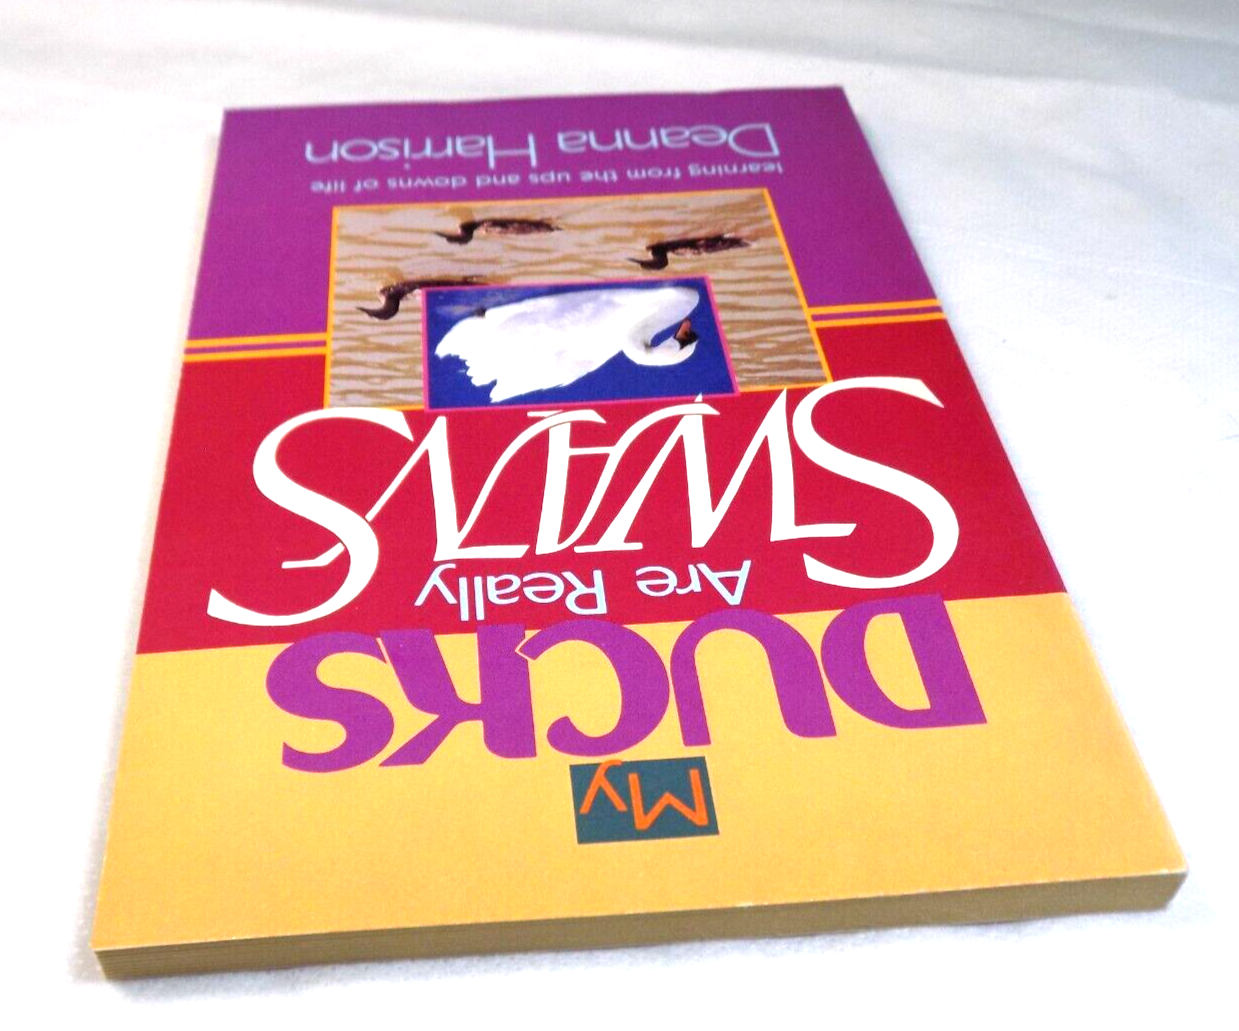 My
DUCKS
Are Really
SWANS
learning from the ups and downs of life
Deanna Harrison